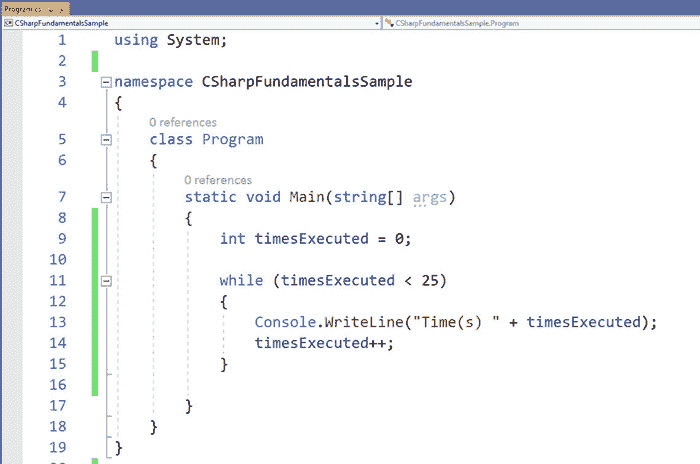 Program.cs
CSharpFundamentalsSample CSharpFundamentalsSample.Program
1 using System;
2
3 namespace CSharpFundamentalsSample
4 {
0 references
5 class Program
6 {
0 references
7 static void Main(string[] args)
8 {
9 int timesExecuted = 0;
10
11 while (timesExecuted < 25)
12 {
13 Console.WriteLine("Time(s) " + timesExecuted);
14 timesExecuted++;
15 }
16
17 }
18 }
19 }